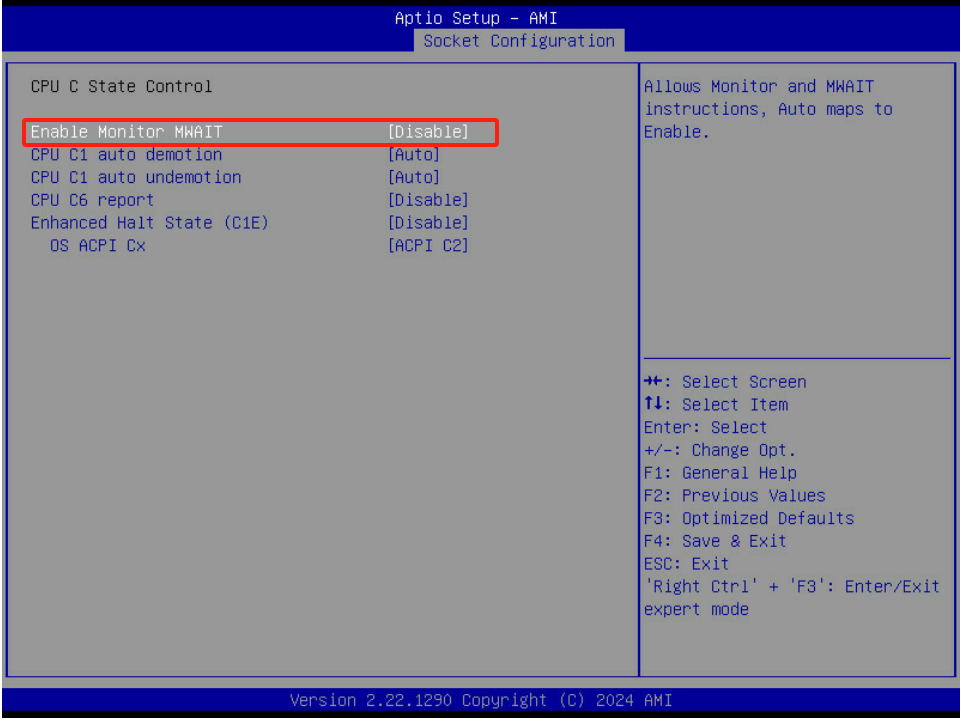 Aptio Setup – AMI
Socket Configuration
CPU C State Control
Enable Monitor MWAIT [Disable]
CPU C1 auto demotion [Auto]
CPU C1 auto undemotion [Auto]
CPU C6 report [Disable]
Enhanced Halt State (C1E) [Disable]
OS ACPI Cx [ACPI C2]
Allows Monitor and MWAIT
instructions, Auto maps to
Enable.
→←: Select Screen
↑↓: Select Item
Enter: Select
+/-: Change Opt.
F1: General Help
F2: Previous Values
F3: Optimized Defaults
F4: Save & Exit
ESC: Exit
'Right Ctrl' + 'F3': Enter/Exit
expert mode
Version 2.22.1290 Copyright (C) 2024 AMI